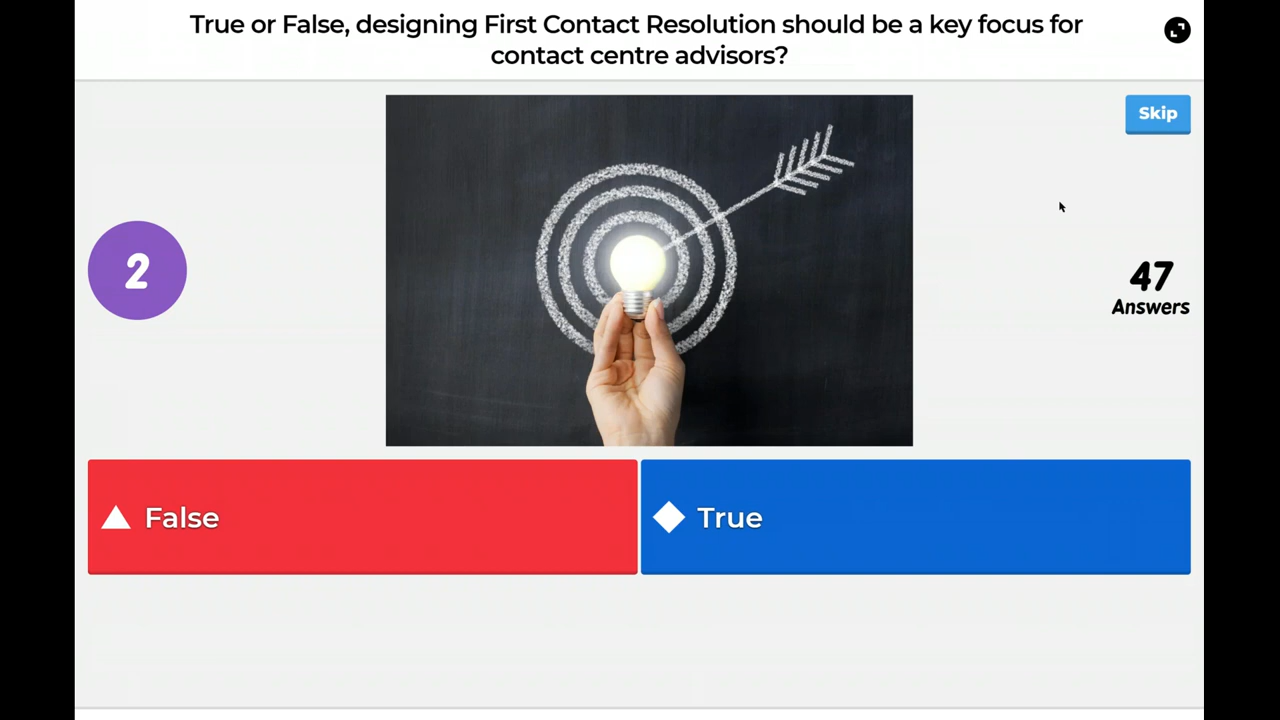 True or False, designing First Contact Resolution should be a key focus for
contact centre advisors?
Skip
2
47
Answers
False
True